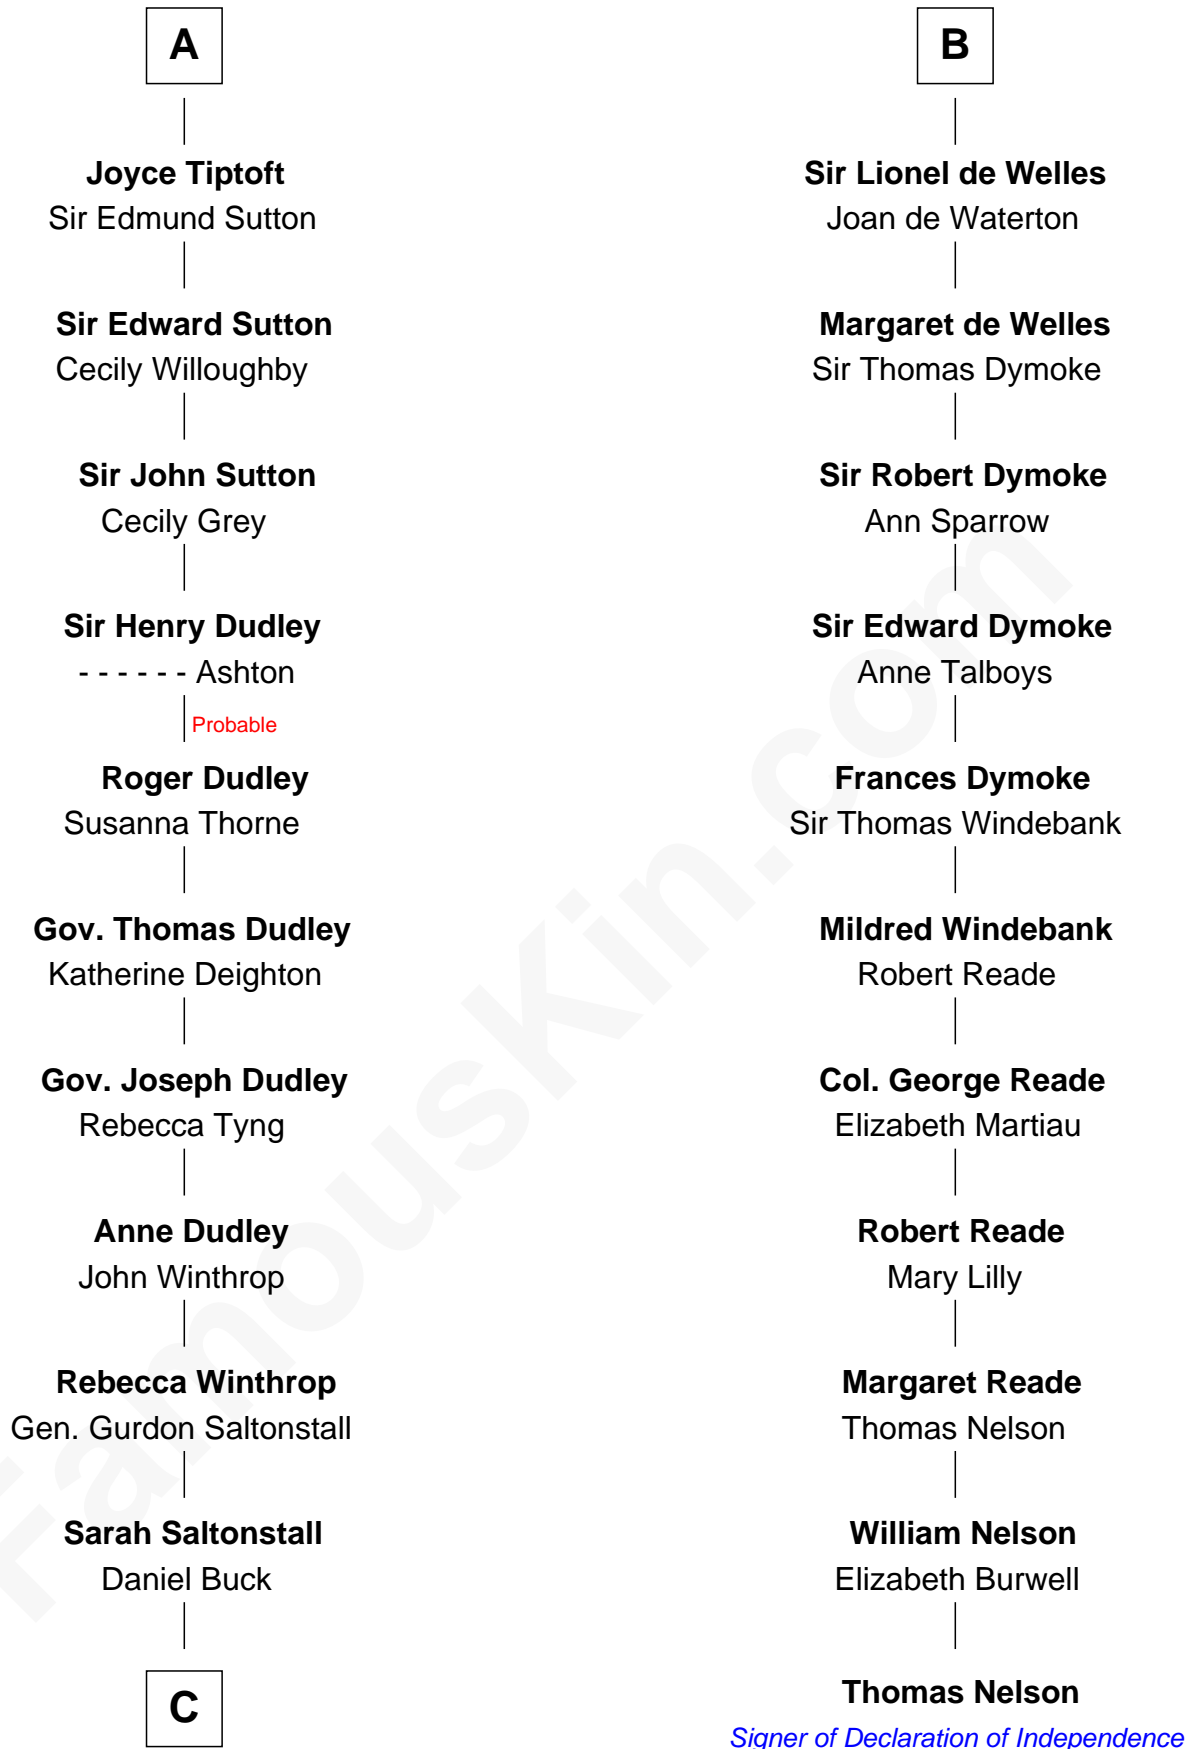 A
Joyce Tiptoft
Sir Edmund Sutton
Sir Edward Sutton
Cecily Willoughby
Sir John Sutton
Cecily Grey
Sir Henry Dudley
- - - - - - Ashton
Probable
Roger Dudley
Susanna Thorne
Gov. Thomas Dudley
Katherine Deighton
Gov. Joseph Dudley
Rebecca Tyng
Anne Dudley
John Winthrop
Rebecca Winthrop
Gen. Gurdon Saltonstall
Sarah Saltonstall
Daniel Buck
C
B
Sir Lionel de Welles
Joan de Waterton
Margaret de Welles
Sir Thomas Dymoke
Sir Robert Dymoke
Ann Sparrow
Sir Edward Dymoke
Anne Talboys
Frances Dymoke
Sir Thomas Windebank
Mildred Windebank
Robert Reade
Col. George Reade
Elizabeth Martiau
Robert Reade
Mary Lilly
Margaret Reade
Thomas Nelson
William Nelson
Elizabeth Burwell
Thomas Nelson
Signer of Declaration of Independence
FamousKin.com